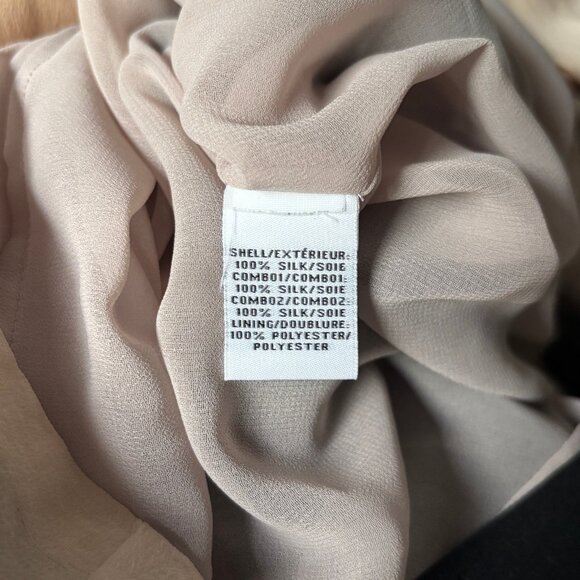 SHELL/EXTÉRIEUR:
100% SILK/SOIE
COMBO1/COMBO1:
100% SILK/SOIE
COMBO2/COMBO2:
100% SILK/SOIE
LINING/DOUBLURE:
100% POLYESTER/
POLYESTER